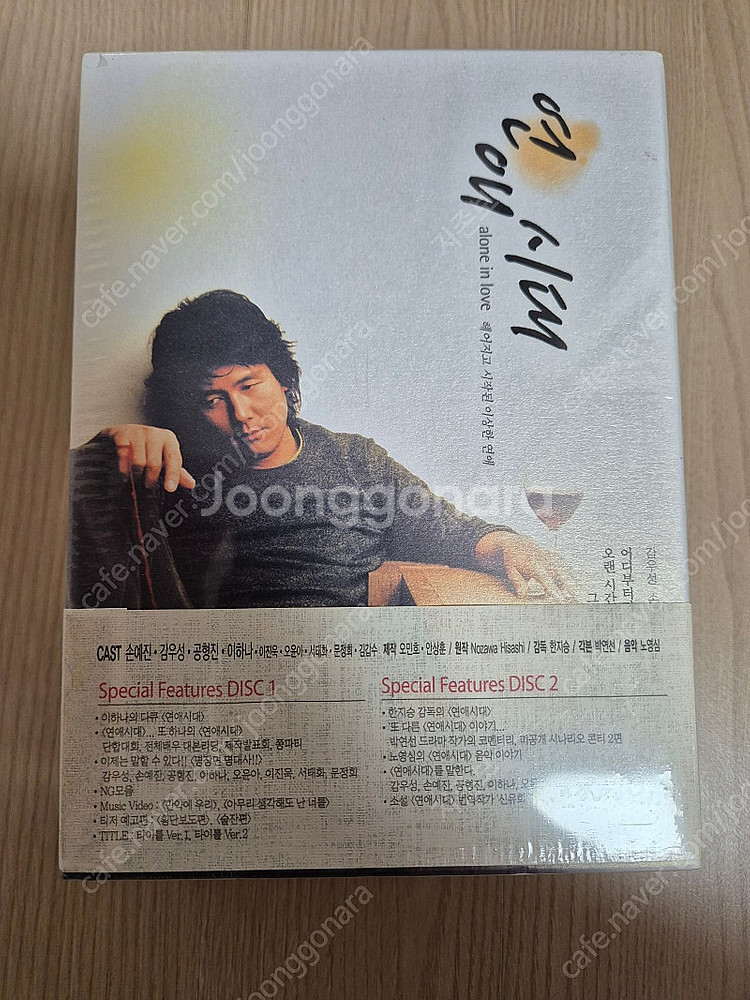 연애시대
alone in love 헤어지고 시작된 이상한 연애
감우성 손
어디부터
오랜 시간
그
CAST 손예진·감우성·공형진·이하나·이진욱·오윤아·서태화·문정희·김갑수 제작 오민호·안상훈 / 원작 Nozawa Hisashi / 감독 한지승 / 각본 박연선 / 음악 노영심
Special Features DISC 1
• 이하나의 다큐 <연애시대>
• <연애시대>... 또하나의 <연애시대>
단합대회, 전체배우 대본리딩, 제작발표회, 쫑파티
• 이제는 말할 수 있다!! <명장면 명대사!!>
감우성, 손예진, 공형진, 이하나, 오윤아, 이진욱, 서태화, 문정희
• NG모음
• Music Video : <만약에 우리>, <아무리 생각해도 난 너를>
• 티저 예고편 : <횡단보도편>, <술잔편>
• TITLE : 타이틀 Ver.1, 타이틀 Ver.2
Special Features DISC 2
• 한지승 감독의 <연애시대>
• '또 다른 <연애시대> 이야기...
박연선 드라마 작가의 코멘터리, 미공개 시나리오 콘티 2편
• 노영심의 <연애시대> 음악 이야기
• <연애시대>를 말한다.
감우성, 손예진, 공형진, 이하나,
• 소설 <연애시대> 번역작가 신유희
Joonggonara
cafe.naver.com/joonggonara